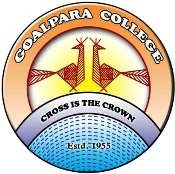 GOALPARA COLLEGE
CROSS IS THE CROWN
Estd. 1955